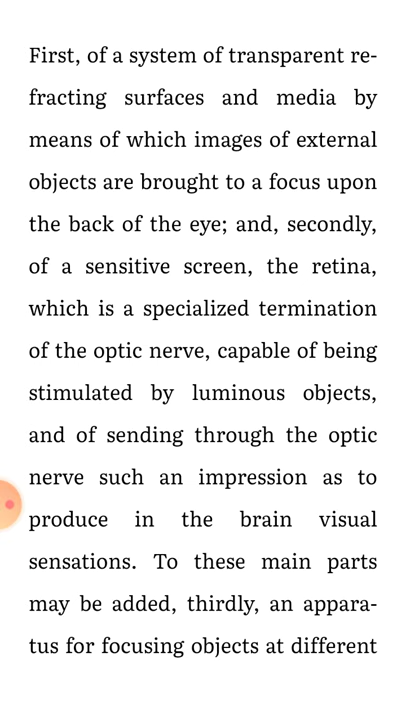 First, of a system of transparent re-
fracting surfaces and media by
means of which images of external
objects are brought to a focus upon
the back of the eye; and, secondly,
of a sensitive screen, the retina,
which is a specialized termination
of the optic nerve, capable of being
stimulated by luminous objects,
and of sending through the optic
nerve such an impression as to
produce in the brain visual
sensations. To these main parts
may be added, thirdly, an appara-
tus for focusing objects at different